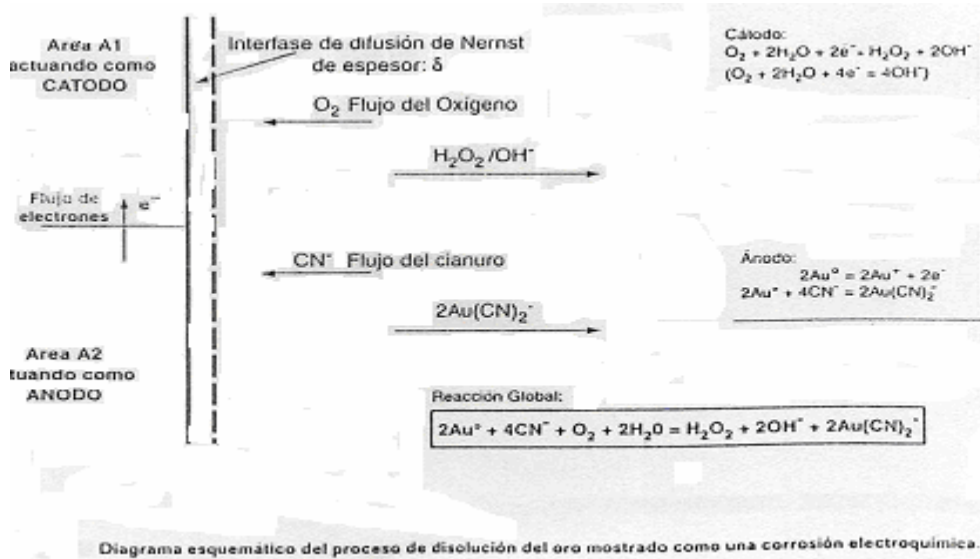 Area A1
actuando como
CATODO
Interfase de difusión de Nernst
de espesor: δ
O₂ Flujo del Oxígeno
H₂O₂ /OH⁻
Flujo de
electrones
e⁻
CN⁻ Flujo del cianuro
2Au(CN)₂⁻
Area A2
tuando como
ANODO
Cátodo:
O₂ + 2H₂O + 2e⁻ = H₂O₂ + 2OH⁻
(O₂ + 2H₂O + 4e⁻ = 4OH⁻)
Ánodo:
2Au° = 2Au⁺ + 2e⁻
2Au⁺ + 4CN⁻ = 2Au(CN)₂⁻
Reacción Global:
2Au° + 4CN⁻ + O₂ + 2H₂0 = H₂O₂ + 2OH⁻ + 2Au(CN)₂⁻
Diagrama esquemático del proceso de disolución del oro mostrado como una corrosión electroquímica